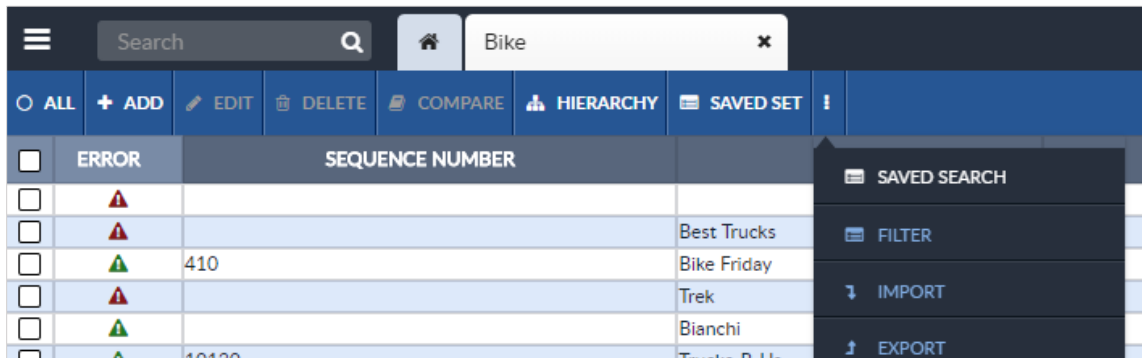 Search
Bike
ALL ADD EDIT DELETE COMPARE HIERARCHY SAVED SET
ERROR SEQUENCE NUMBER
SAVED SEARCH
Best Trucks
FILTER
410 Bike Friday
Trek
IMPORT
Bianchi
EXPORT